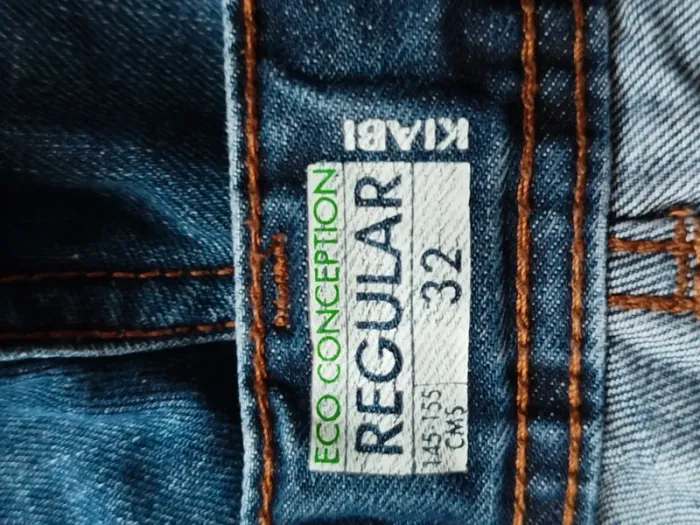 ECO CONCEPTION
REGULAR
145-155
CMS
32
KIABI